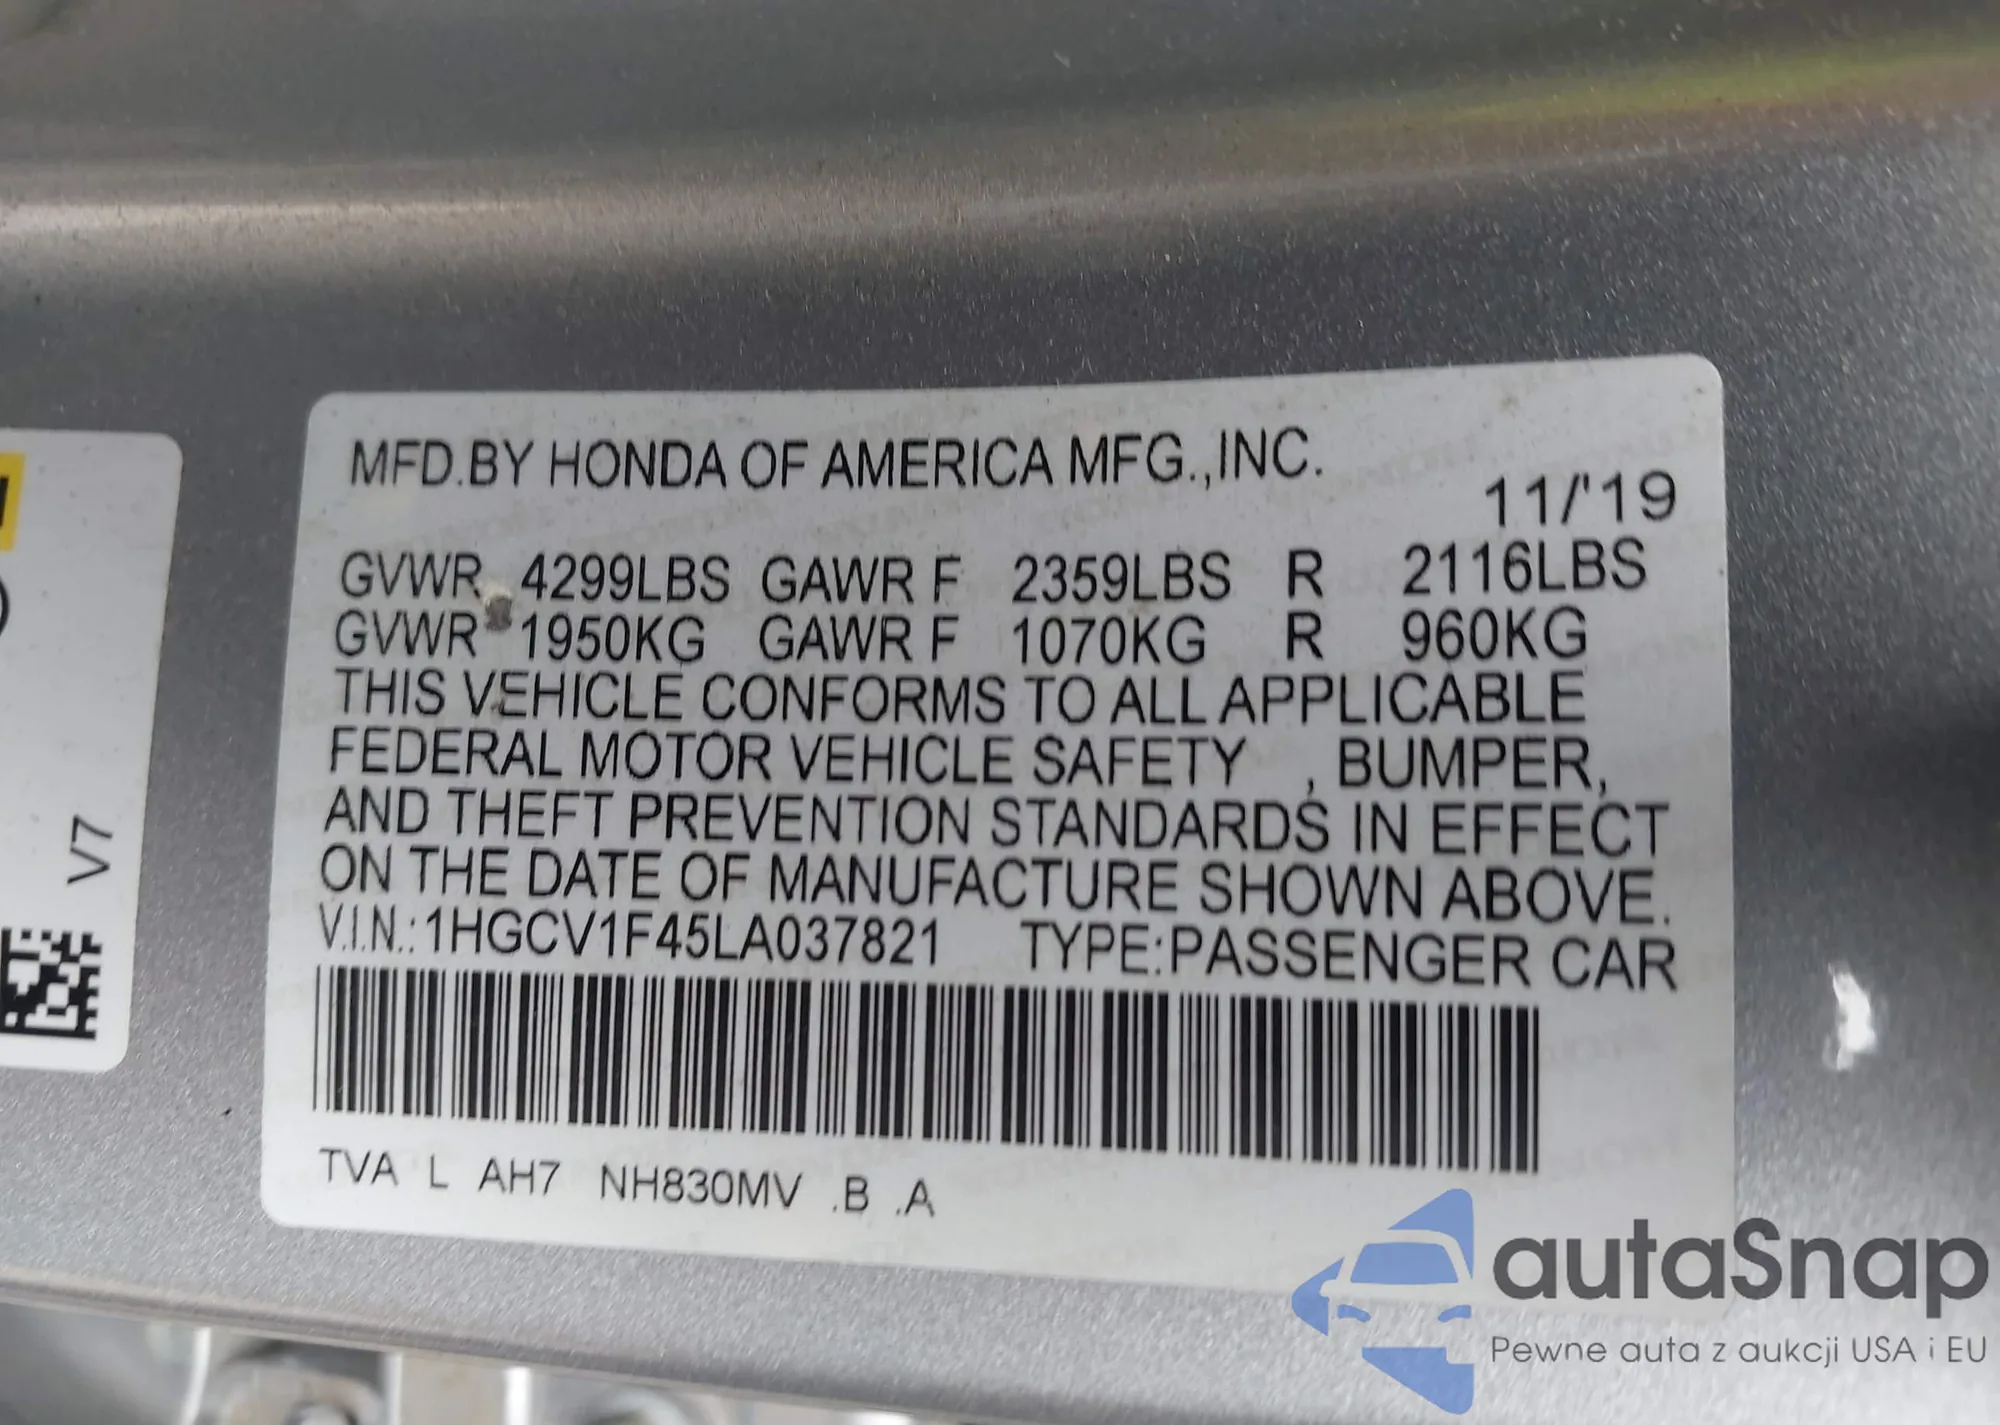 MFD.BY HONDA OF AMERICA MFG.,INC.
11/'19
GVWR 4299LBS GAWR F 2359LBS R 2116LBS
GVWR 1950KG GAWR F 1070KG R 960KG
THIS VEHICLE CONFORMS TO ALL APPLICABLE
FEDERAL MOTOR VEHICLE SAFETY , BUMPER,
AND THEFT PREVENTION STANDARDS IN EFFECT
ON THE DATE OF MANUFACTURE SHOWN ABOVE.
V.I.N.: 1HGCV1F45LA037821 TYPE:PASSENGER CAR
TVA L AH7 NH830MV .B .A
V7
autaSnap
Pewne auta z aukcji USA i EU